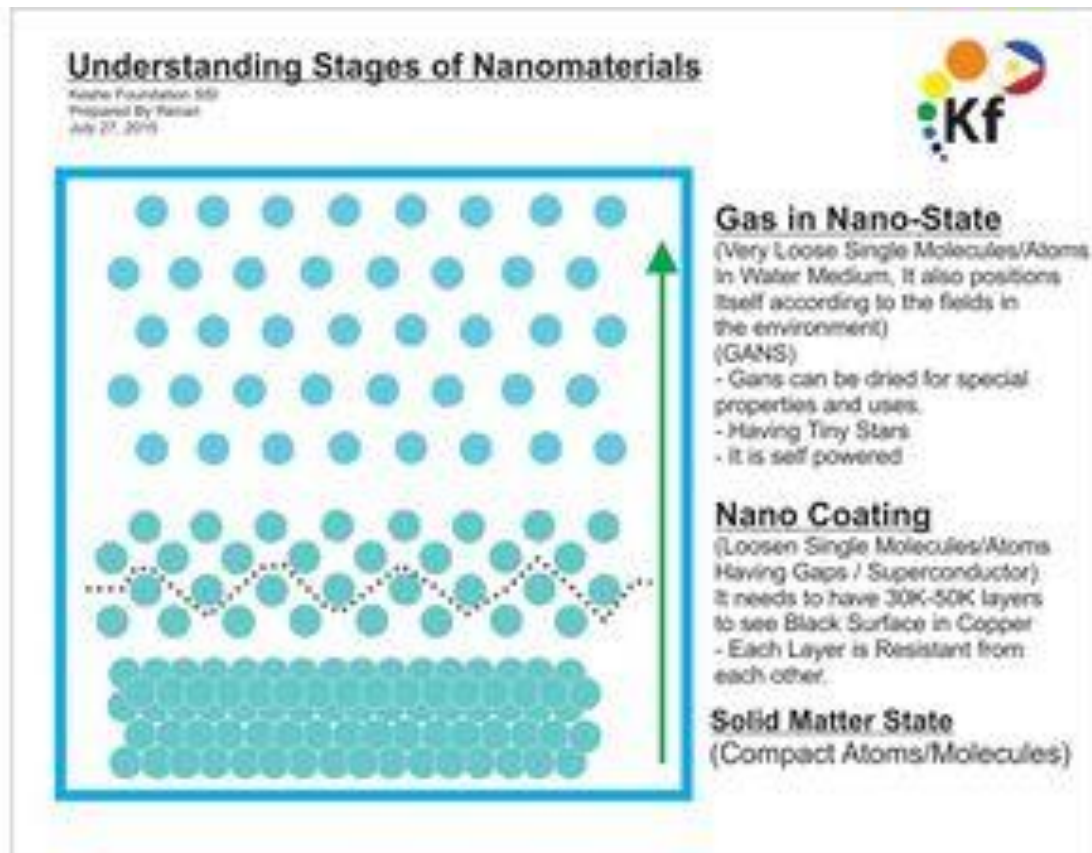 Understanding Stages of Nanomaterials
Keshe Foundation SSI
Prepared By
July 27, 2015
Kf
Gas in Nano-State
(Very Loose Single Molecules/Atoms
In Water Medium, It also positions
Itself according to the fields in
the environment)
(GANS)
- Gans can be dried for special
properties and uses.
- Having Tiny Stars
- It is self powered
Nano Coating
(Loosen Single Molecules/Atoms
Having Gaps / Superconductor)
It needs to have 30K-50K layers
to see Black Surface in Copper
- Each Layer is Resistant from
each other.
Solid Matter State
(Compact Atoms/Molecules)